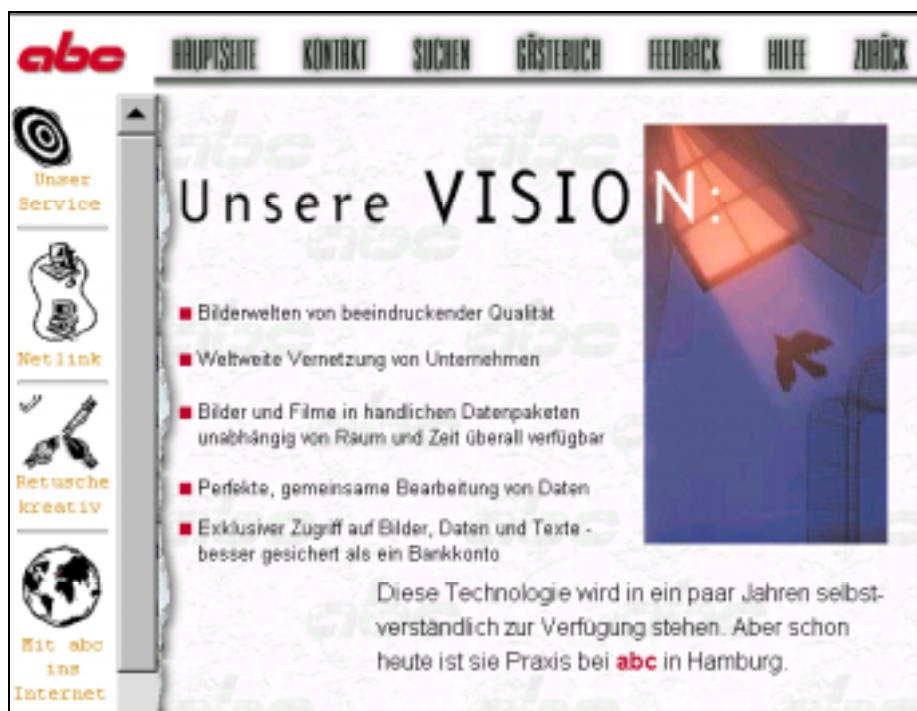 abc
HAUPTSEITE KONTAKT SUCHEN GÄSTEBUCH FEEDBACK HILFE ZURÜCK
Unser
Service
Netlink
Retusche
kreativ
Mit abc
ins
Internet
Unsere VISION:
Bilderwelten von beeindruckender Qualität
Weltweite Vernetzung von Unternehmen
Bilder und Filme in handlichen Datenpaketen
unabhängig von Raum und Zeit überall verfügbar
Perfekte, gemeinsame Bearbeitung von Daten
Exklusiver Zugriff auf Bilder, Daten und Texte -
besser gesichert als ein Bankkonto
Diese Technologie wird in ein paar Jahren selbst-
verständlich zur Verfügung stehen. Aber schon
heute ist sie Praxis bei abc in Hamburg.